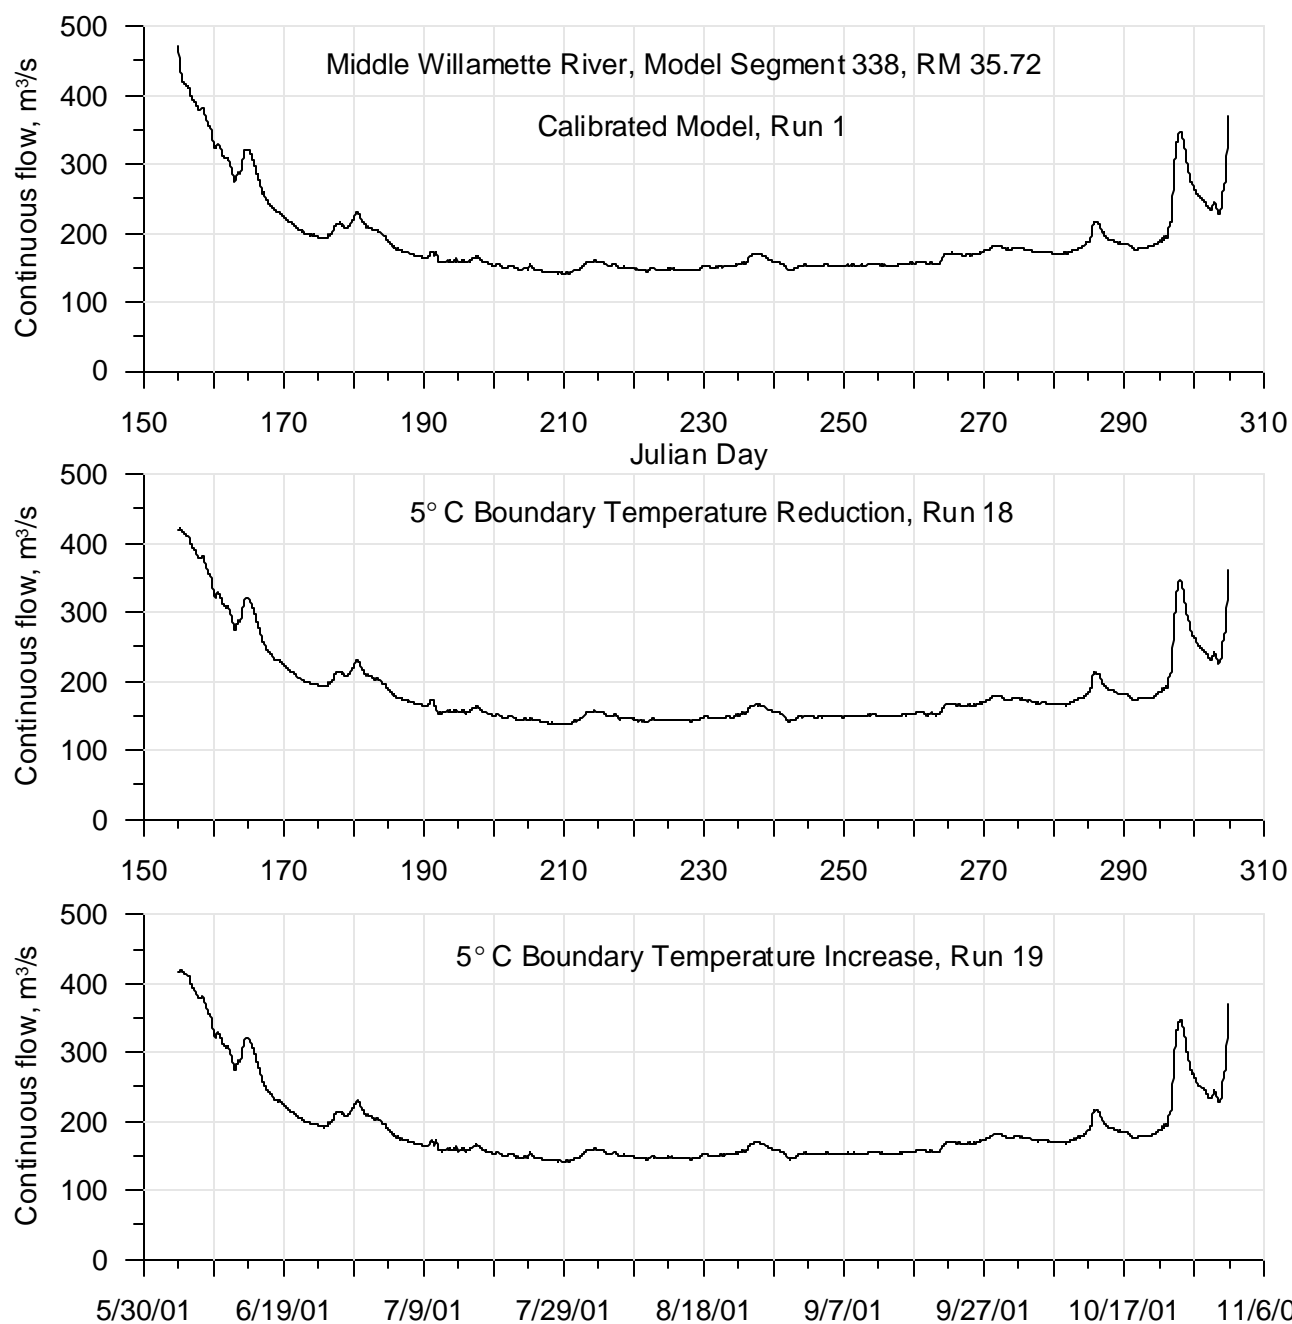 500
Middle Willamette River, Model Segment 338, RM 35.72
400
Calibrated Model, Run 1
300
200
100
0
Continuous flow, m³/s
150 170 190 210 230 250 270 290 310
Julian Day
500
5° C Boundary Temperature Reduction, Run 18
400
300
200
100
0
Continuous flow, m³/s
150 170 190 210 230 250 270 290 310
500
5° C Boundary Temperature Increase, Run 19
400
300
200
100
0
Continuous flow, m³/s
5/30/01 6/19/01 7/9/01 7/29/01 8/18/01 9/7/01 9/27/01 10/17/01 11/6/0